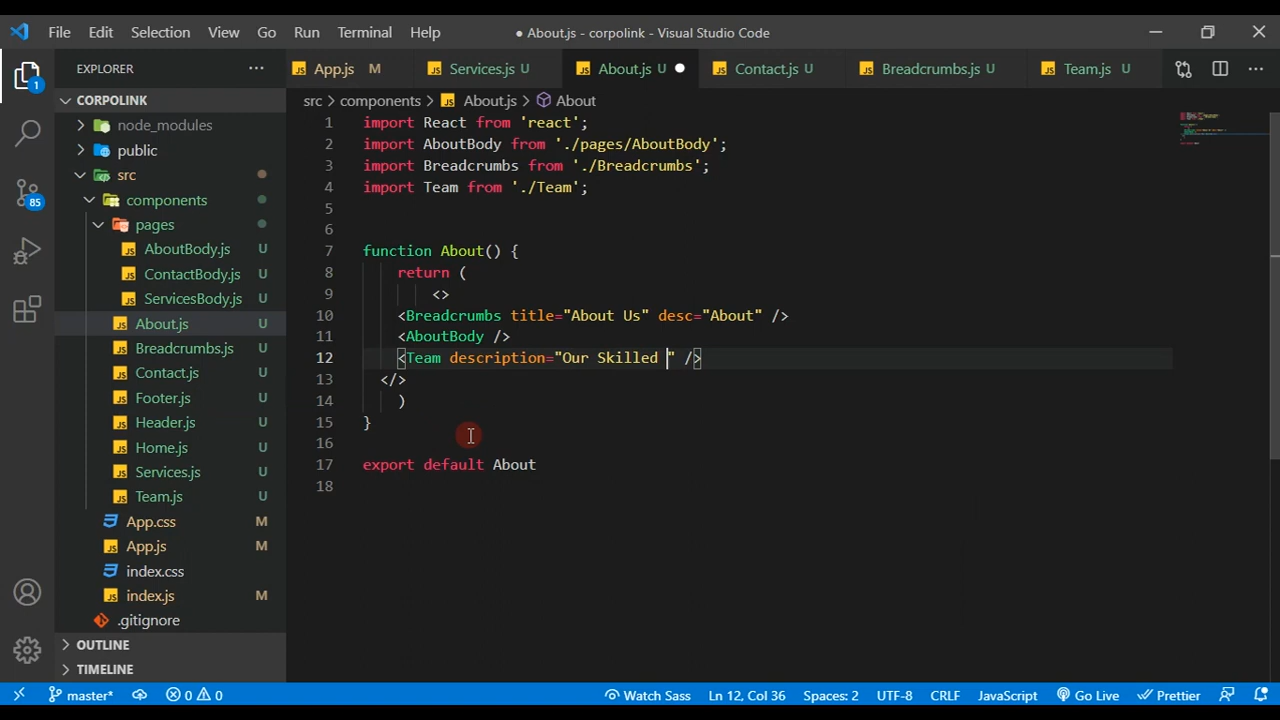 File Edit Selection View Go Run Terminal Help ● About.js - corpolink - Visual Studio Code
EXPLORER ···
App.js M Services.js U About.js U ● Contact.js U Breadcrumbs.js U Team.js U ···
CORPOLINK
node_modules
public
src
components
pages
AboutBody.js U
ContactBody.js U
ServicesBody.js U
About.js U
Breadcrumbs.js U
Contact.js U
Footer.js U
Header.js U
Home.js U
Services.js U
Team.js U
App.css M
App.js M
index.css
index.js M
.gitignore
OUTLINE
TIMELINE
1
85
src > components > About.js > About
1 import React from 'react';
2 import AboutBody from './pages/AboutBody';
3 import Breadcrumbs from './Breadcrumbs';
4 import Team from './Team';
5
6
7 function About() {
8 return (
9 <>
10 <Breadcrumbs title="About Us" desc="About" />
11 <AboutBody />
12 <Team description="Our Skilled " />
13 </>
14 )
15 }
16
17 export default About
18
master* 0 0 Watch Sass Ln 12, Col 36 Spaces: 2 UTF-8 CRLF JavaScript Go Live Prettier